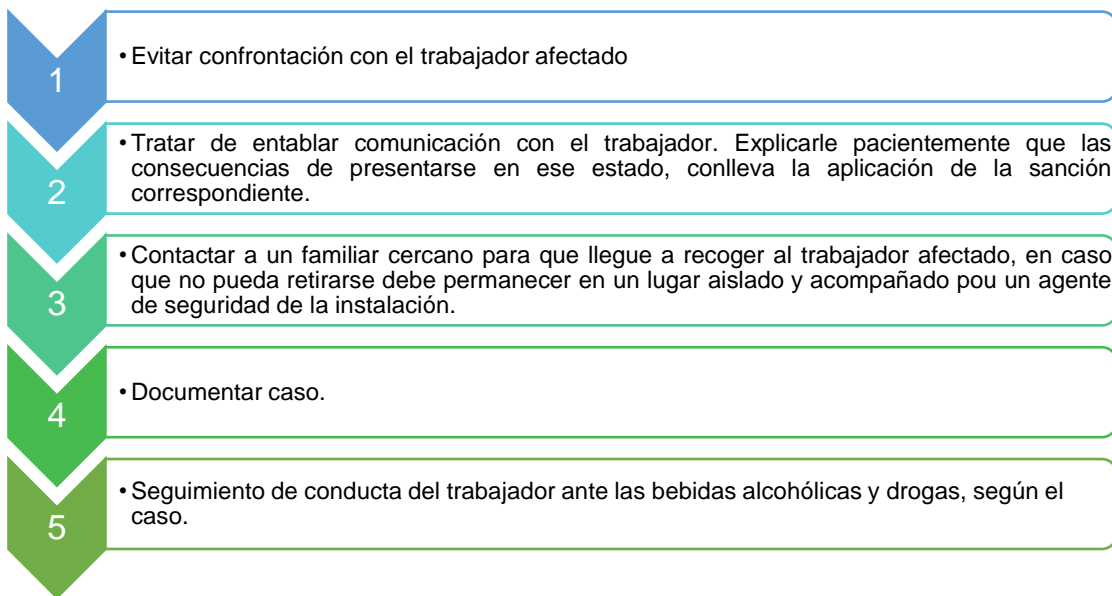 1
• Evitar confrontación con el trabajador afectado
2
• Tratar de entablar comunicación con el trabajador. Explicarle pacientemente que las
consecuencias de presentarse en ese estado, conlleva la aplicación de la sanción
correspondiente.
3
• Contactar a un familiar cercano para que llegue a recoger al trabajador afectado, en caso
que no pueda retirarse debe permanecer en un lugar aislado y acompañado pou un agente
de seguridad de la instalación.
4
• Documentar caso.
5
• Seguimiento de conducta del trabajador ante las bebidas alcohólicas y drogas, según el
caso.